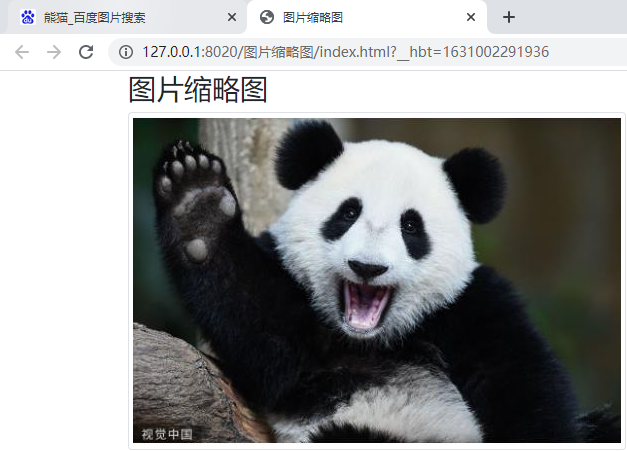 熊猫_百度图片搜索
图片缩略图
127.0.0.1:8020/图片缩略图/index.html?__hbt=1631002291936
图片缩略图
视觉中国